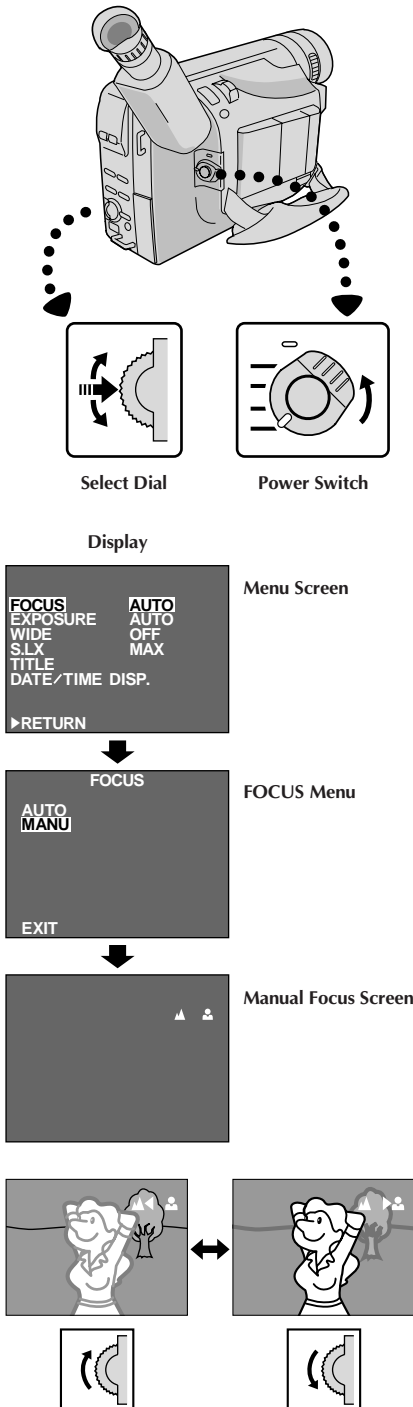 Select Dial
Power Switch
Display
FOCUS AUTO
EXPOSURE AUTO
WIDE OFF
S.LX MAX
TITLE
DATE/TIME DISP.
▶RETURN
Menu Screen
FOCUS
AUTO
MANU
EXIT
FOCUS Menu
Manual Focus Screen